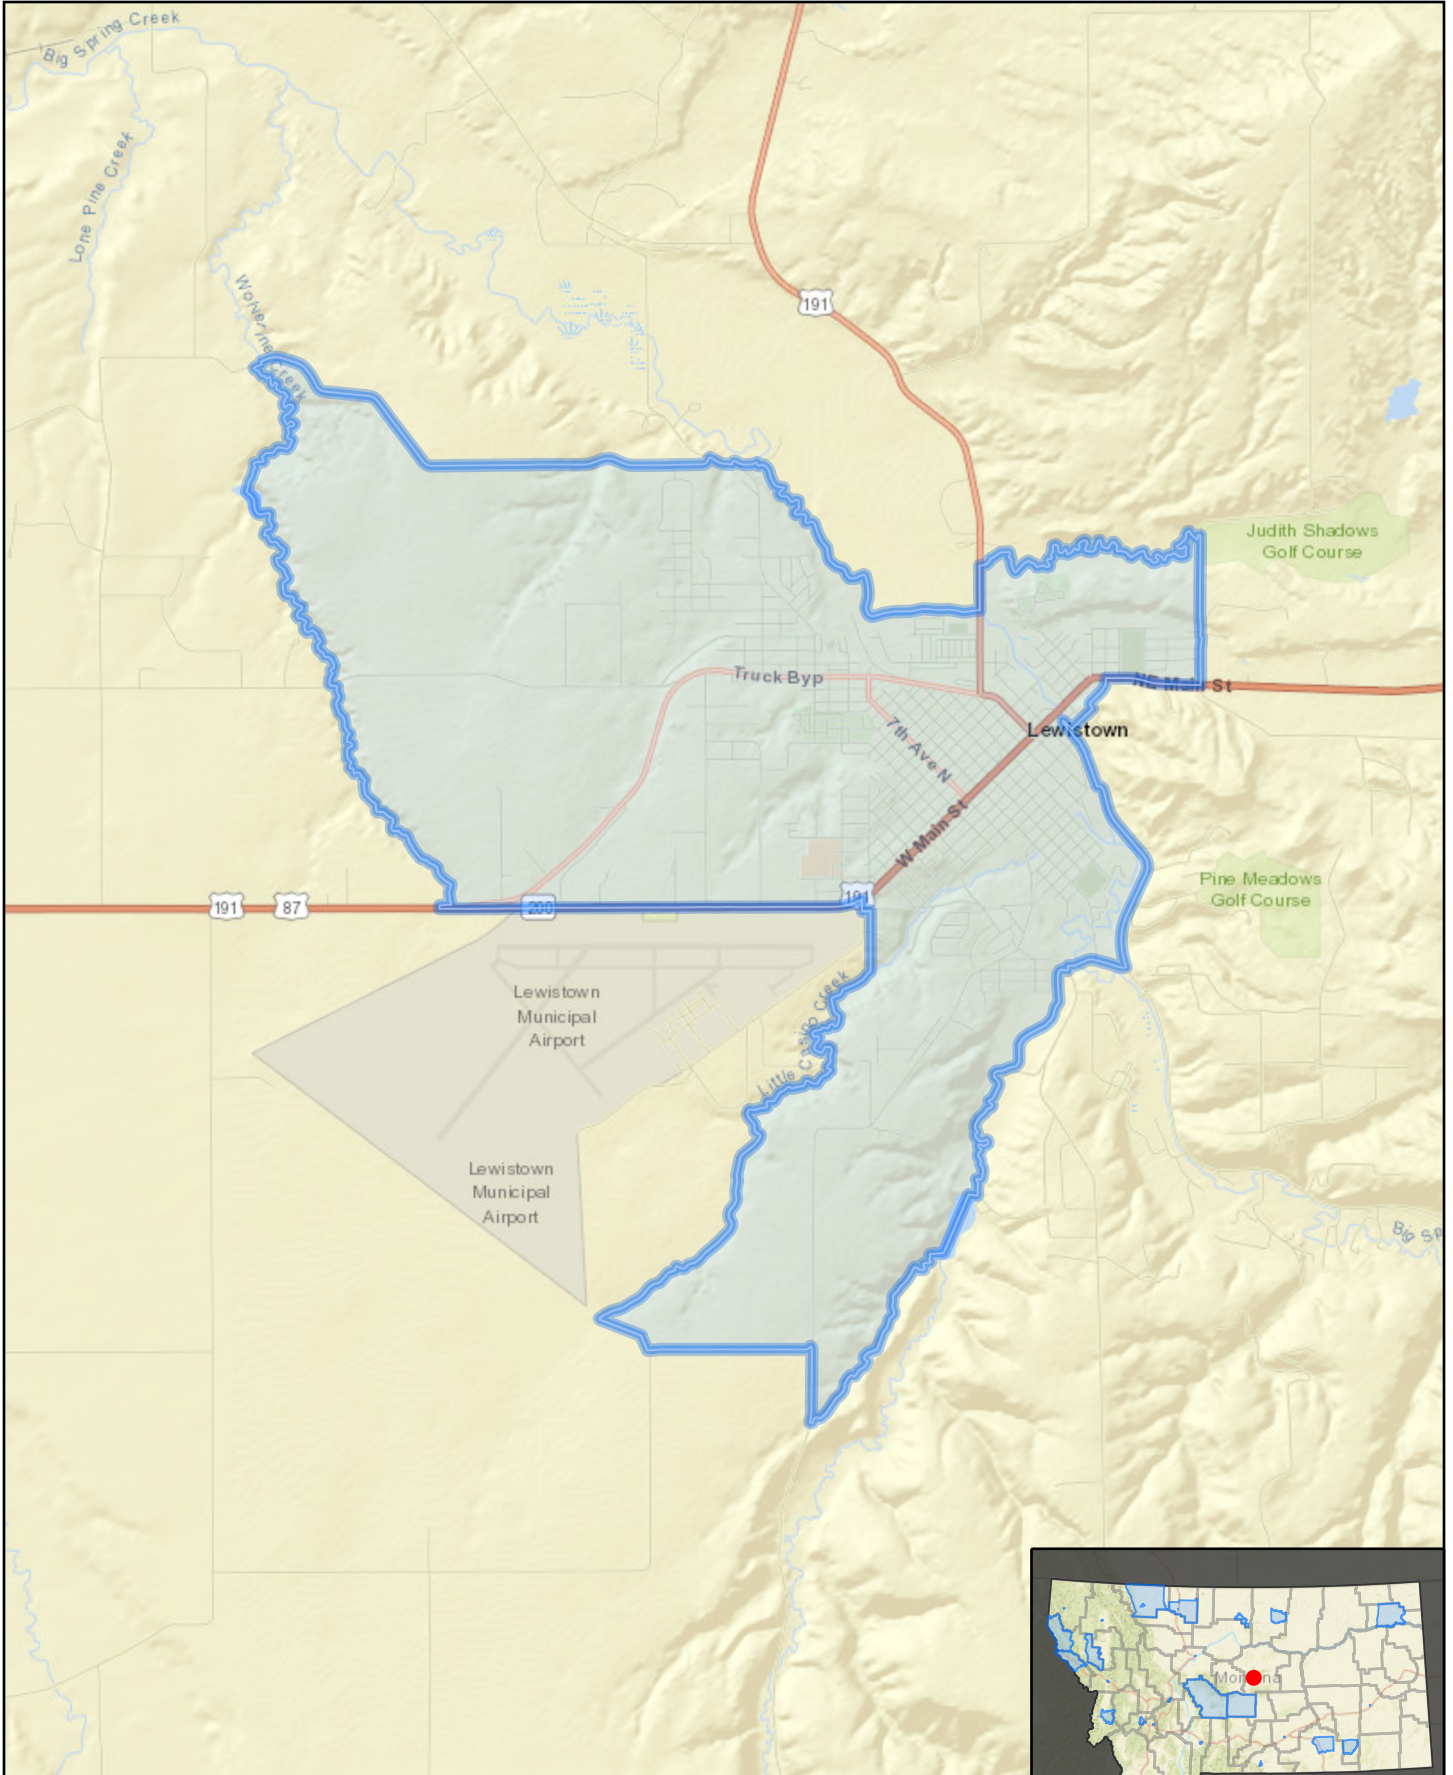 Big Spring Creek
Lone Pine Creek
Wolverine Creek
191
Judith Shadows
Golf Course
Truck Byp
NE Main St
7th Ave N
Lewistown
W Main St
Pine Meadows
Golf Course
191
87
200
191
Lewistown
Municipal
Airport
Little Casino Creek
Lewistown
Municipal
Airport
Big Sp
Montana